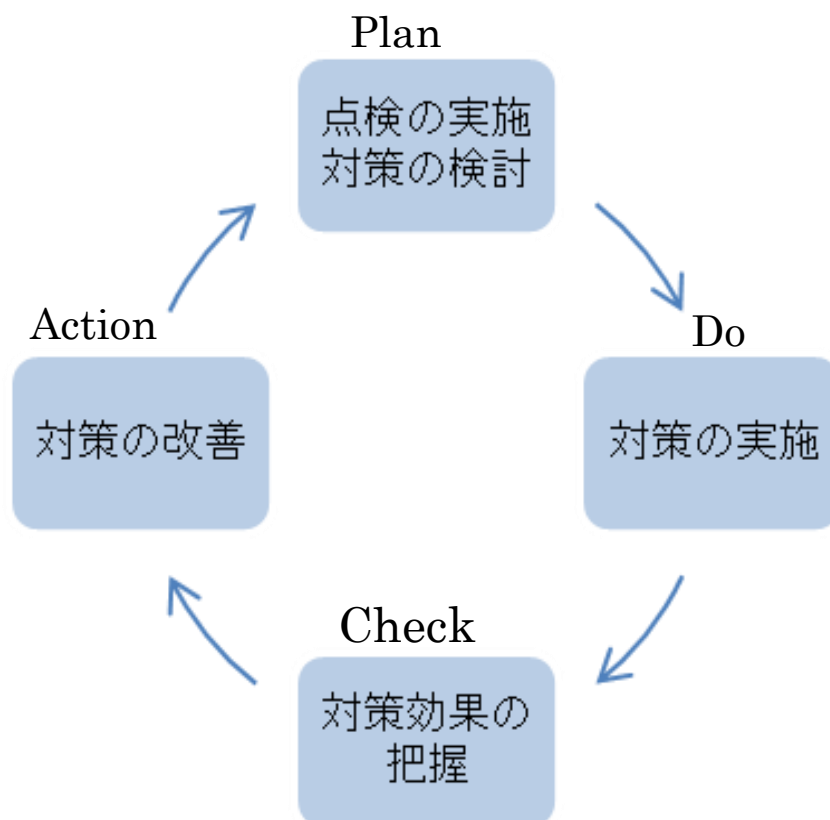 Plan
点検の実施
対策の検討
Action
Do
対策の改善
対策の実施
Check
対策効果の
把握